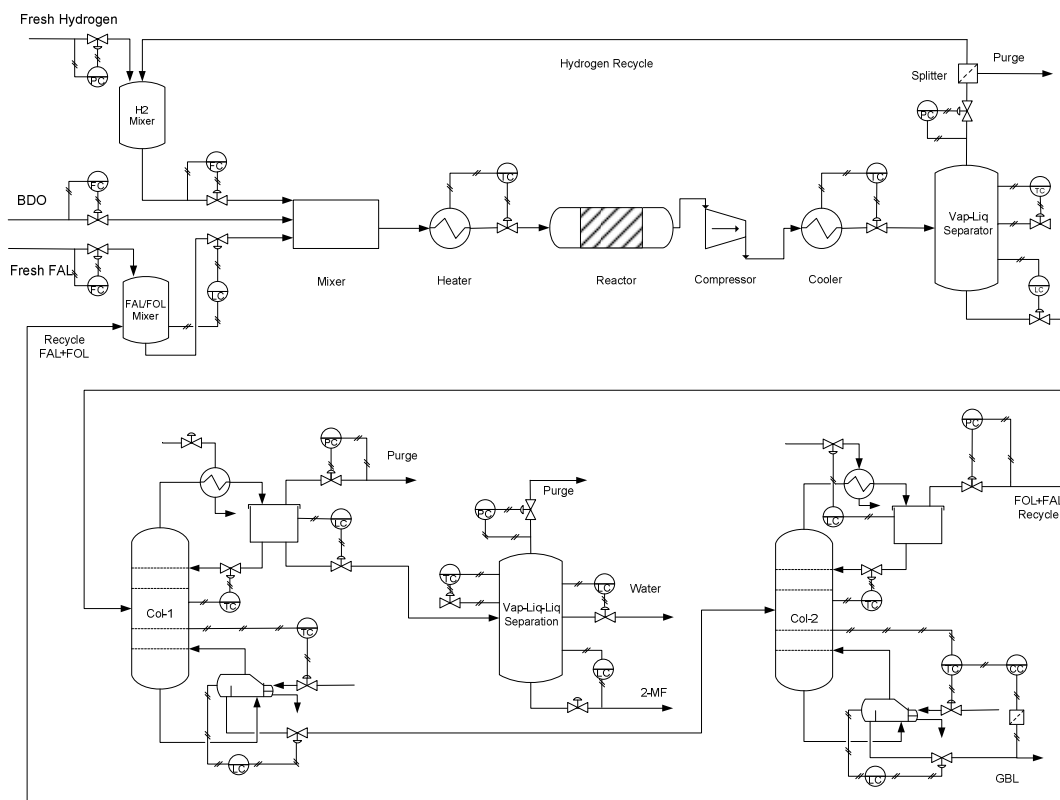 Fresh Hydrogen
PC
H2
Mixer
Hydrogen Recycle
Splitter
Purge
PC
FC
BDO
FC
TC
TC
TC
Vap-Liq
Separator
Fresh FAL
FC
FAL/FOL
Mixer
LC
Mixer
Heater
Reactor
Compressor
Cooler
LC
Recycle
FAL+FOL
PC
Purge
LC
Col-1
TC
TC
LC
PC
Purge
TC
Vap-Liq-Liq
Separation
LC
Water
LC
2-MF
PC
FOL+FAL
Recycle
LC
Col-2
TC
TC
CC
LC
GBL